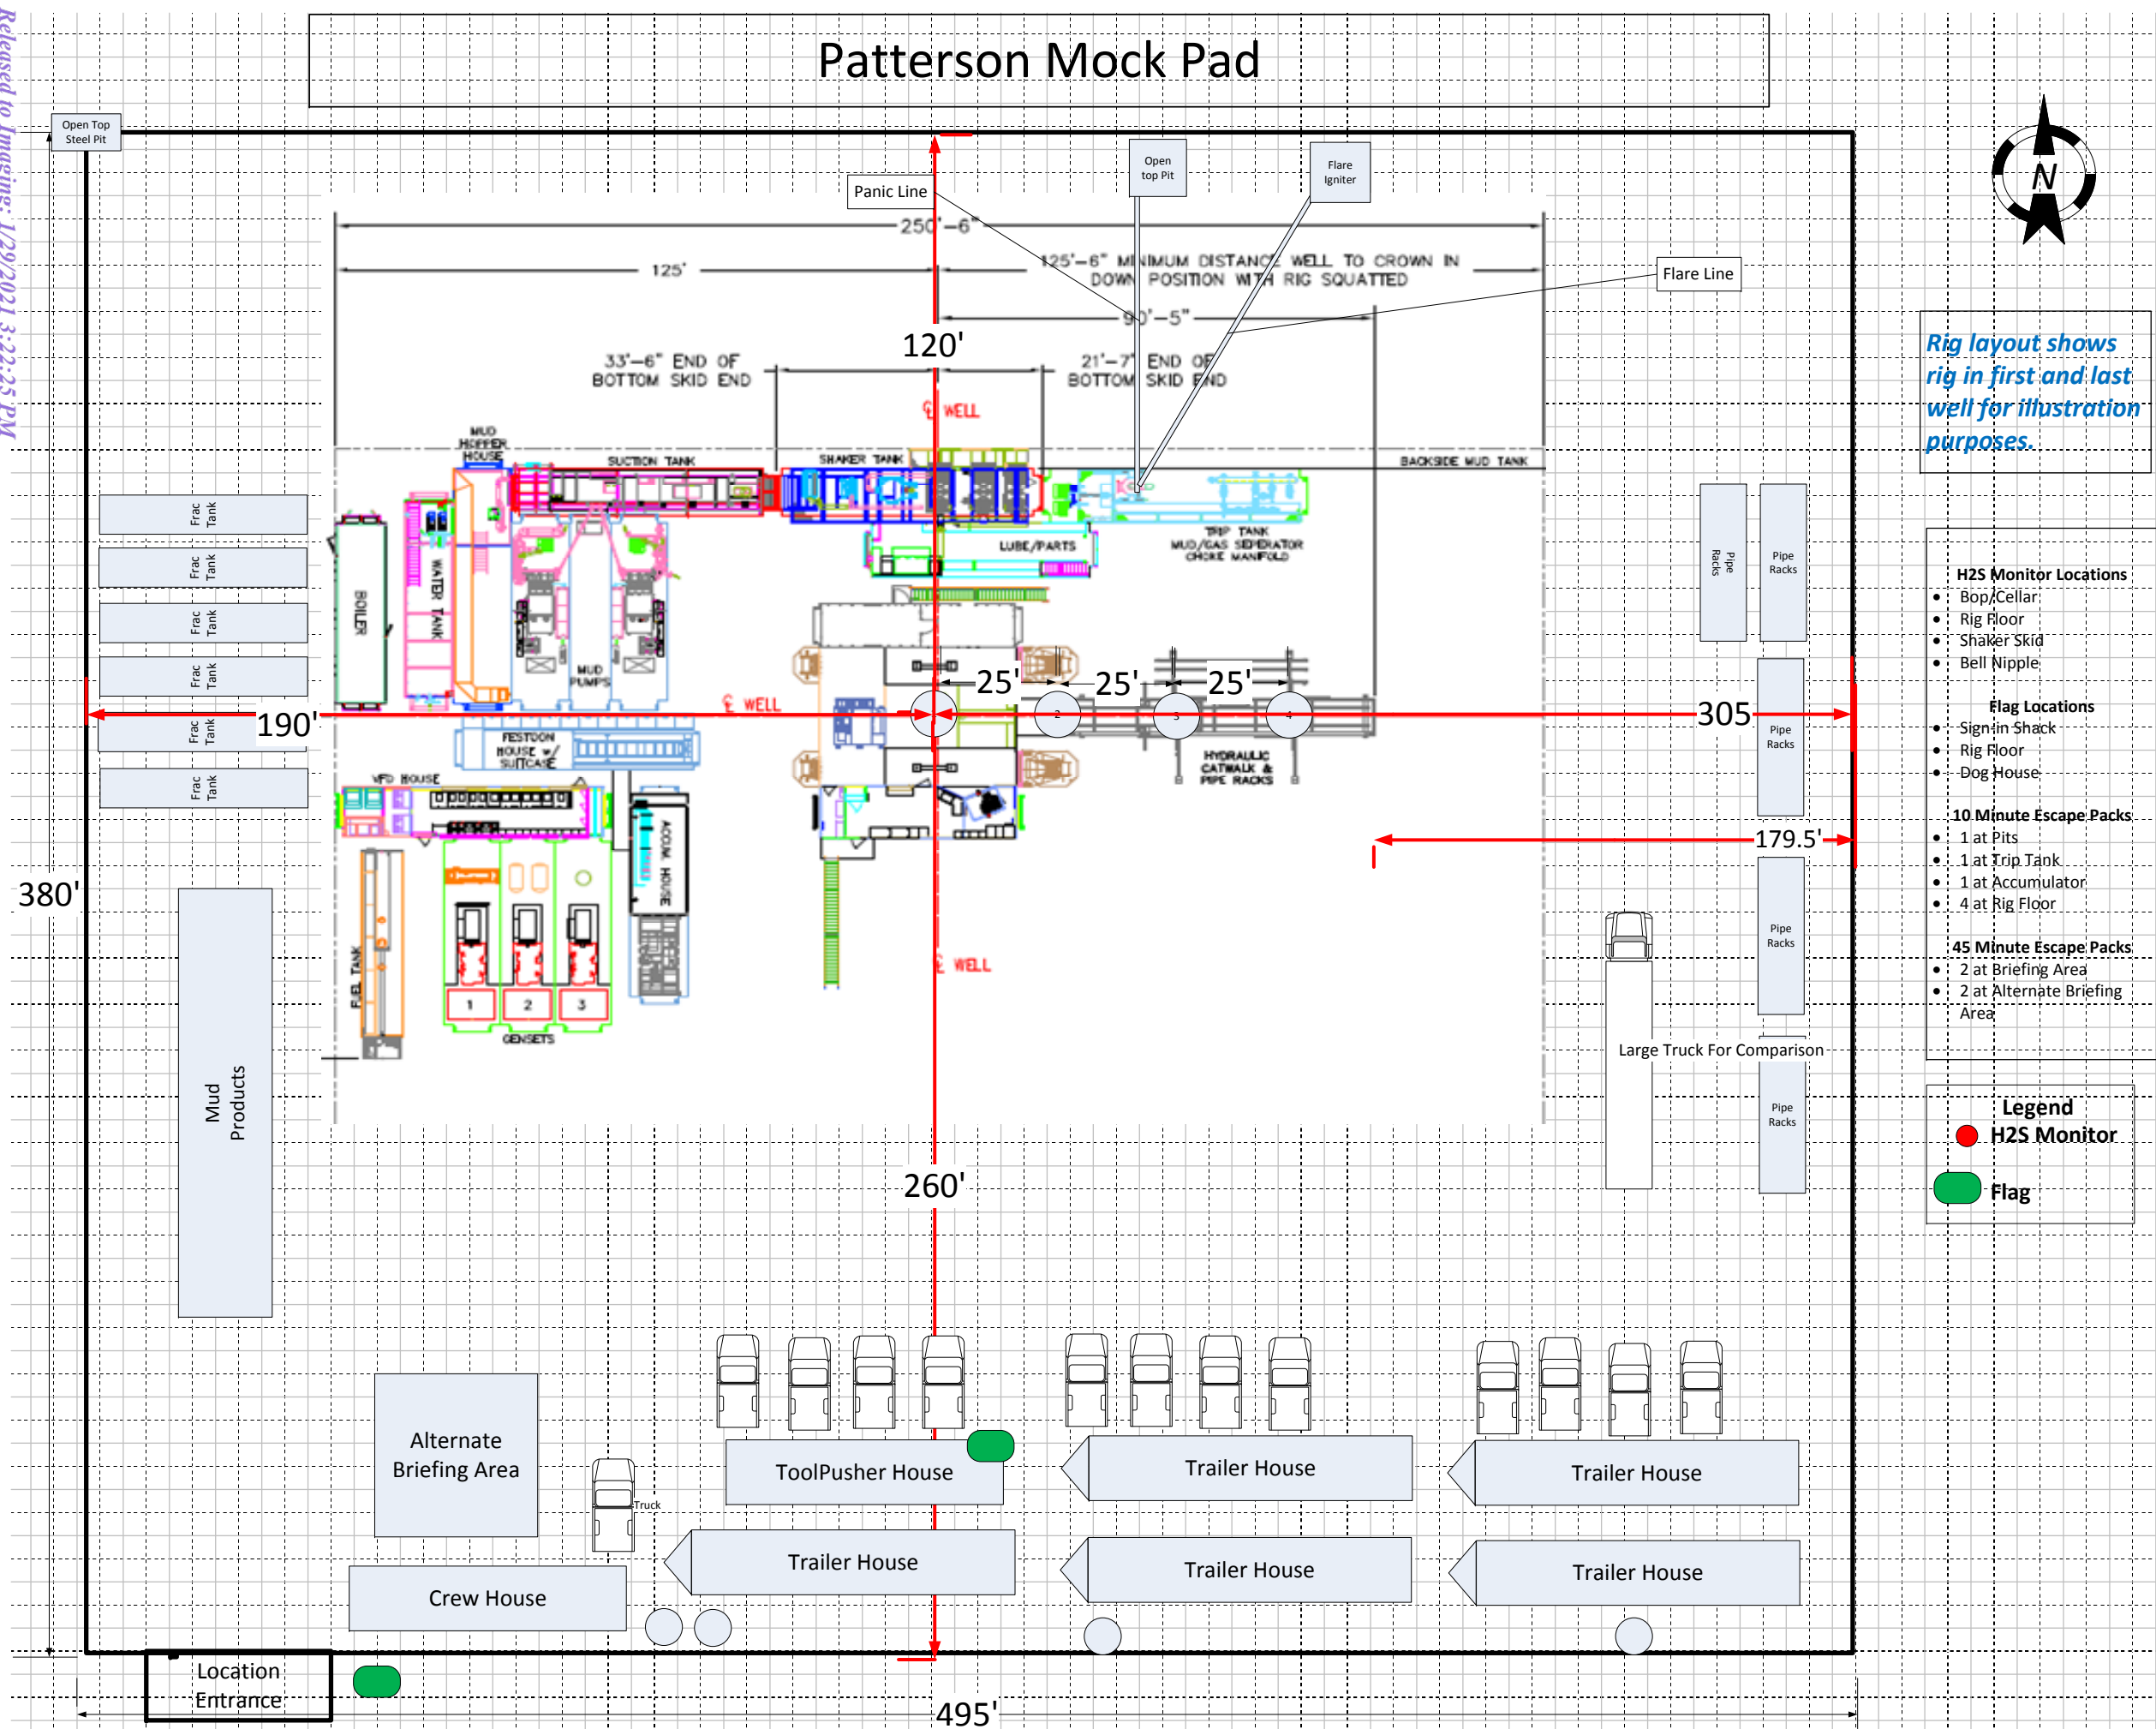 Released to Imaging: 1/29/2021 3:22:25 PM
Patterson Mock Pad
Open Top
Steel Pit
Open
top Pit
Flare
Igniter
Panic Line
250'-6"
125'
125'-6" MINIMUM DISTANCE WELL TO CROWN IN
DOWN POSITION WITH RIG SQUATTED
Flare Line
90'-5"
120'
33'-6" END OF
BOTTOM SKID END
21'-7" END OF
BOTTOM SKID END
℄ WELL
N
Rig layout shows
rig in first and last
well for illustration
purposes.
MUD
HOPPER
HOUSE
SUCTION TANK
SHAKER TANK
BACKSIDE MUD TANK
Frac
Tank
Frac
Tank
Frac
Tank
Frac
Tank
Frac
Tank
Frac
Tank
BOILER
WATER TANK
MUD
PUMPS
LUBE/PARTS
TRIP TANK
MUD/GAS SEPERATOR
CHOKE MANIFOLD
Pipe
Racks
Pipe
Racks
Pipe
Racks
Pipe
Racks
Pipe
Racks
25'
25'
25'
190'
℄ WELL
2
3
4
305
FESTOON
HOUSE w/
SUITCASE
HYDRAULIC
CATWALK &
PIPE RACKS
VFD HOUSE
ACCUM. HOUSE
179.5'
380'
FUEL TANK
1
2
3
GENSETS
℄ WELL
Mud
Products
Large Truck For Comparison
260'
H2S Monitor Locations
• Bop/Cellar
• Rig Floor
• Shaker Skid
• Bell Nipple
Flag Locations
• Sign-in Shack
• Rig Floor
• Dog House
10 Minute Escape Packs
• 1 at Pits
• 1 at Trip Tank
• 1 at Accumulator
• 4 at Rig Floor
45 Minute Escape Packs
• 2 at Briefing Area
• 2 at Alternate Briefing
Area
Legend
H2S Monitor
Flag
Alternate
Briefing Area
Truck
ToolPusher House
Trailer House
Trailer House
Crew House
Trailer House
Trailer House
Trailer House
Location
Entrance
495'